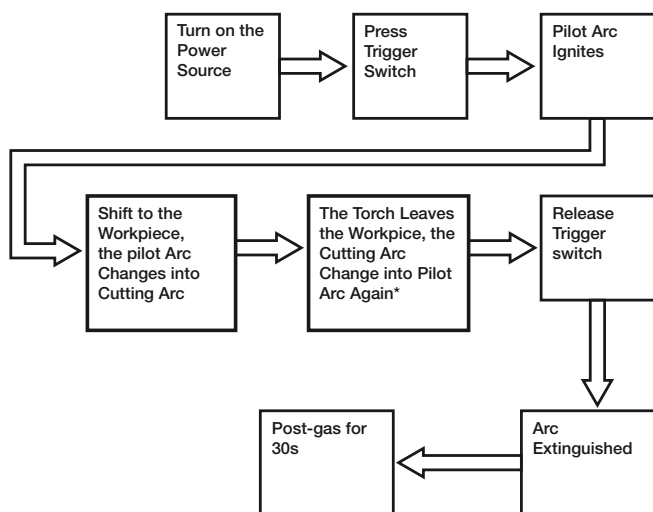 Turn on the
Power
Source
Press
Trigger
Switch
Pilot Arc
Ignites
Shift to the
Workpiece,
the pilot Arc
Changes into
Cutting Arc
The Torch Leaves
the Workpice, the
Cutting Arc
Change into Pilot
Arc Again*
Release
Trigger
switch
Arc
Extinguished
Post-gas for
30s